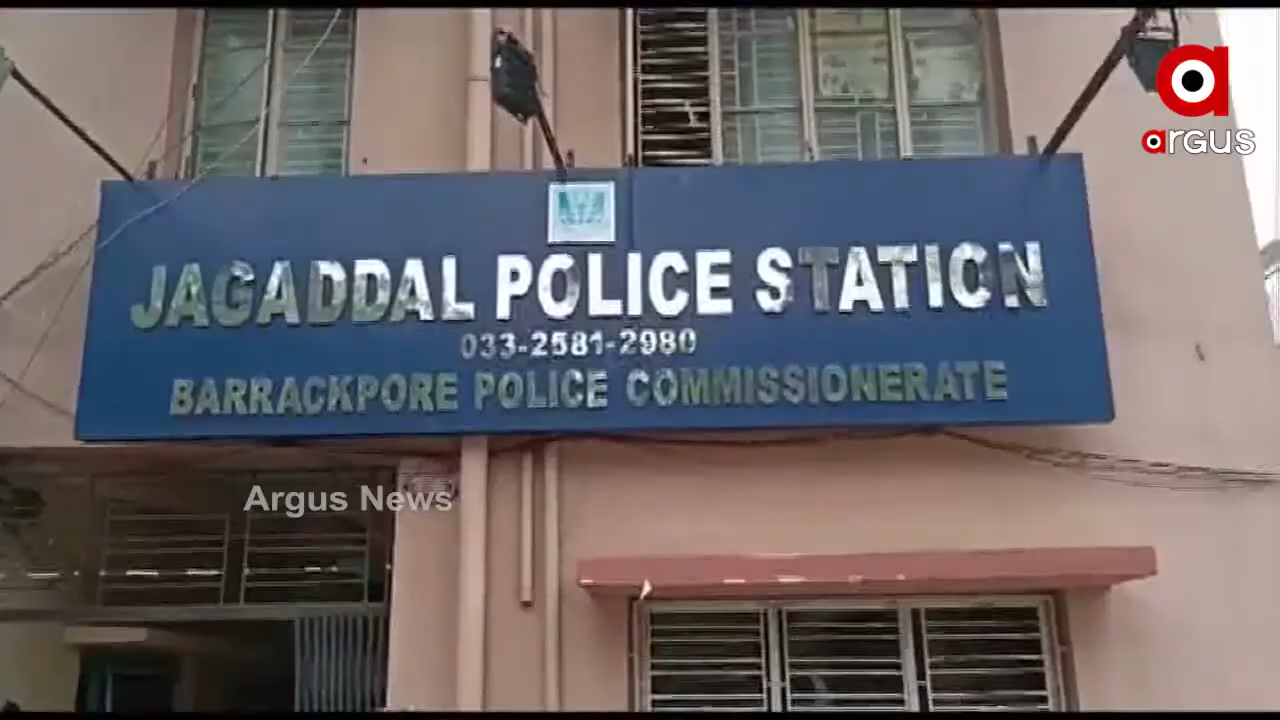 argus
JAGADDAL POLICE STATION
033-2581-2980
BARRACKPORE POLICE COMMISSIONERATE
Argus News